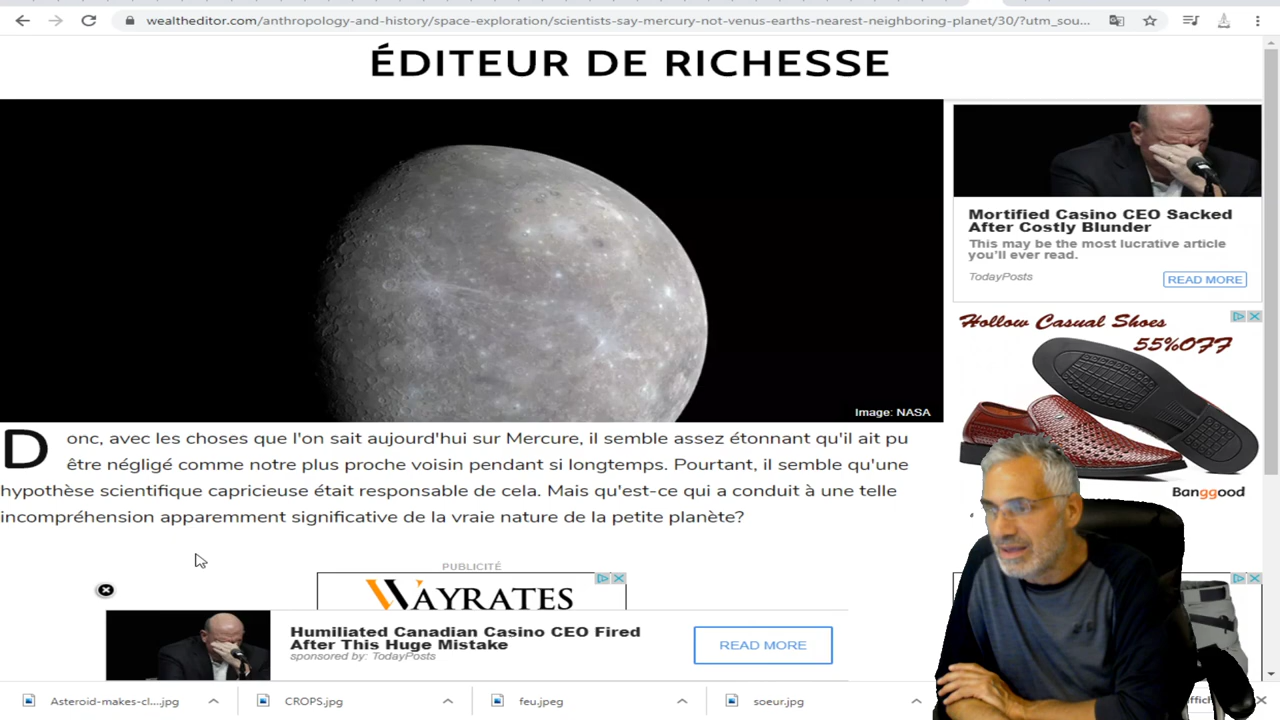 wealtheditor.com/anthropology-and-history/space-exploration/scientists-say-mercury-not-venus-earths-nearest-neighboring-planet/30/?utm_sou...
ÉDITEUR DE RICHESSE
Mortified Casino CEO Sacked
After Costly Blunder
This may be the most lucrative article
you'll ever read.
TodayPosts
READ MORE
Hollow Casual Shoes
55%OFF
Banggood
Image: NASA
Donc, avec les choses que l'on sait aujourd'hui sur Mercure, il semble assez étonnant qu'il ait pu
être négligé comme notre plus proche voisin pendant si longtemps. Pourtant, il semble qu'une
hypothèse scientifique capricieuse était responsable de cela. Mais qu'est-ce qui a conduit à une telle
incompréhension apparemment significative de la vraie nature de la petite planète?
PUBLICITÉ
WAYRATES
Humiliated Canadian Casino CEO Fired
After This Huge Mistake
sponsored by: TodayPosts
READ MORE
Asteroid-makes-cl....jpg
CROPS.jpg
feu.jpeg
soeur.jpg